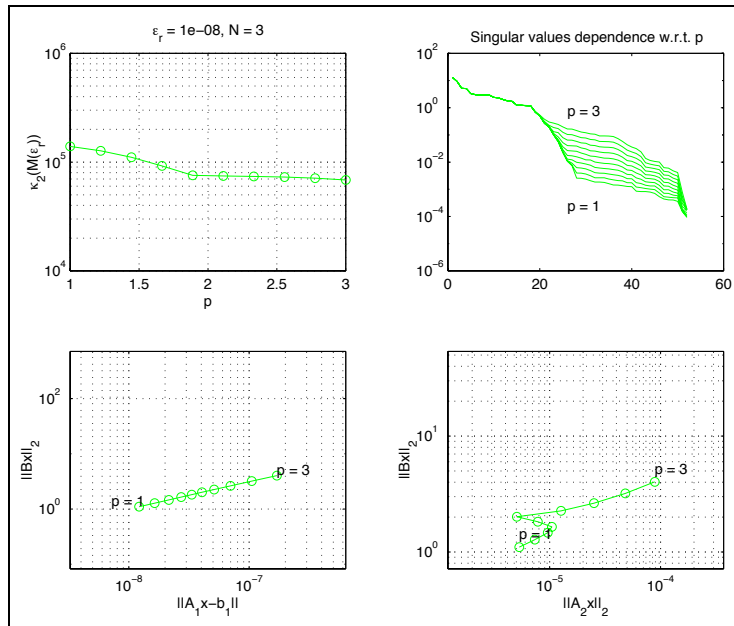 ε_r = 1e−08, N = 3
10^6
10^5
10^4
κ_2(M(ε_r))
1
1.5
2
2.5
3
p
Singular values dependence w.r.t. p
10^2
10^0
10^−2
10^−4
10^−6
p = 3
p = 1
0
20
40
60
10^2
10^0
||Bx||_2
p = 1
p = 3
10^−8
10^−7
||A_1x−b_1||
10^1
10^0
||Bx||_2
p = 3
p = 1
10^−5
10^−4
||A_2x||_2